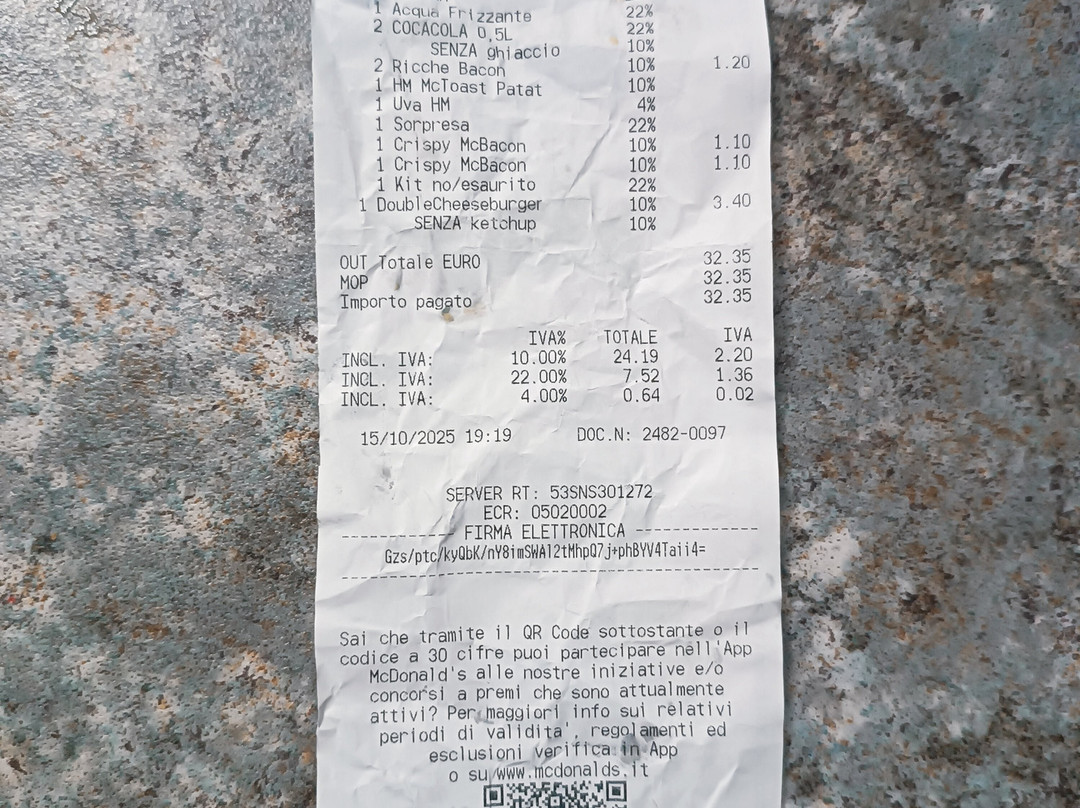 1 Acqua Frizzante 22%
2 COCACOLA 0,5L 22%
SENZA ghiaccio 10%
2 Ricche Bacon 10% 1.20
1 HM McToast Patat 10%
1 Uva HM 4%
1 Sorpresa 22%
1 Crispy McBacon 10% 1.10
1 Crispy McBacon 10% 1.10
1 Kit no/esaurito 22%
1 DoubleCheeseburger 10% 3.40
SENZA ketchup 10%
OUT Totale EURO 32.35
MOP 32.35
Importo pagato 32.35
IVA% TOTALE IVA
INCL. IVA: 10.00% 24.19 2.20
INCL. IVA: 22.00% 7.52 1.36
INCL. IVA: 4.00% 0.64 0.02
15/10/2025 19:19 DOC.N: 2482-0097
SERVER RT: 53SNS301272
ECR: 05020002
------------ FIRMA ELETTRONICA ------------
Gzs/ptc/kyQbK/nY8imSWAl2tMhpQ7j+phBYV4Taii4=
Sai che tramite il QR Code sottostante o il
codice a 30 cifre puoi partecipare nell'App
McDonald's alle nostre iniziative e/o
concorsi a premi che sono attualmente
attivi? Per maggiori info sui relativi
periodi di validita', regolamenti ed
esclusioni verifica in App
o su www.mcdonalds.it